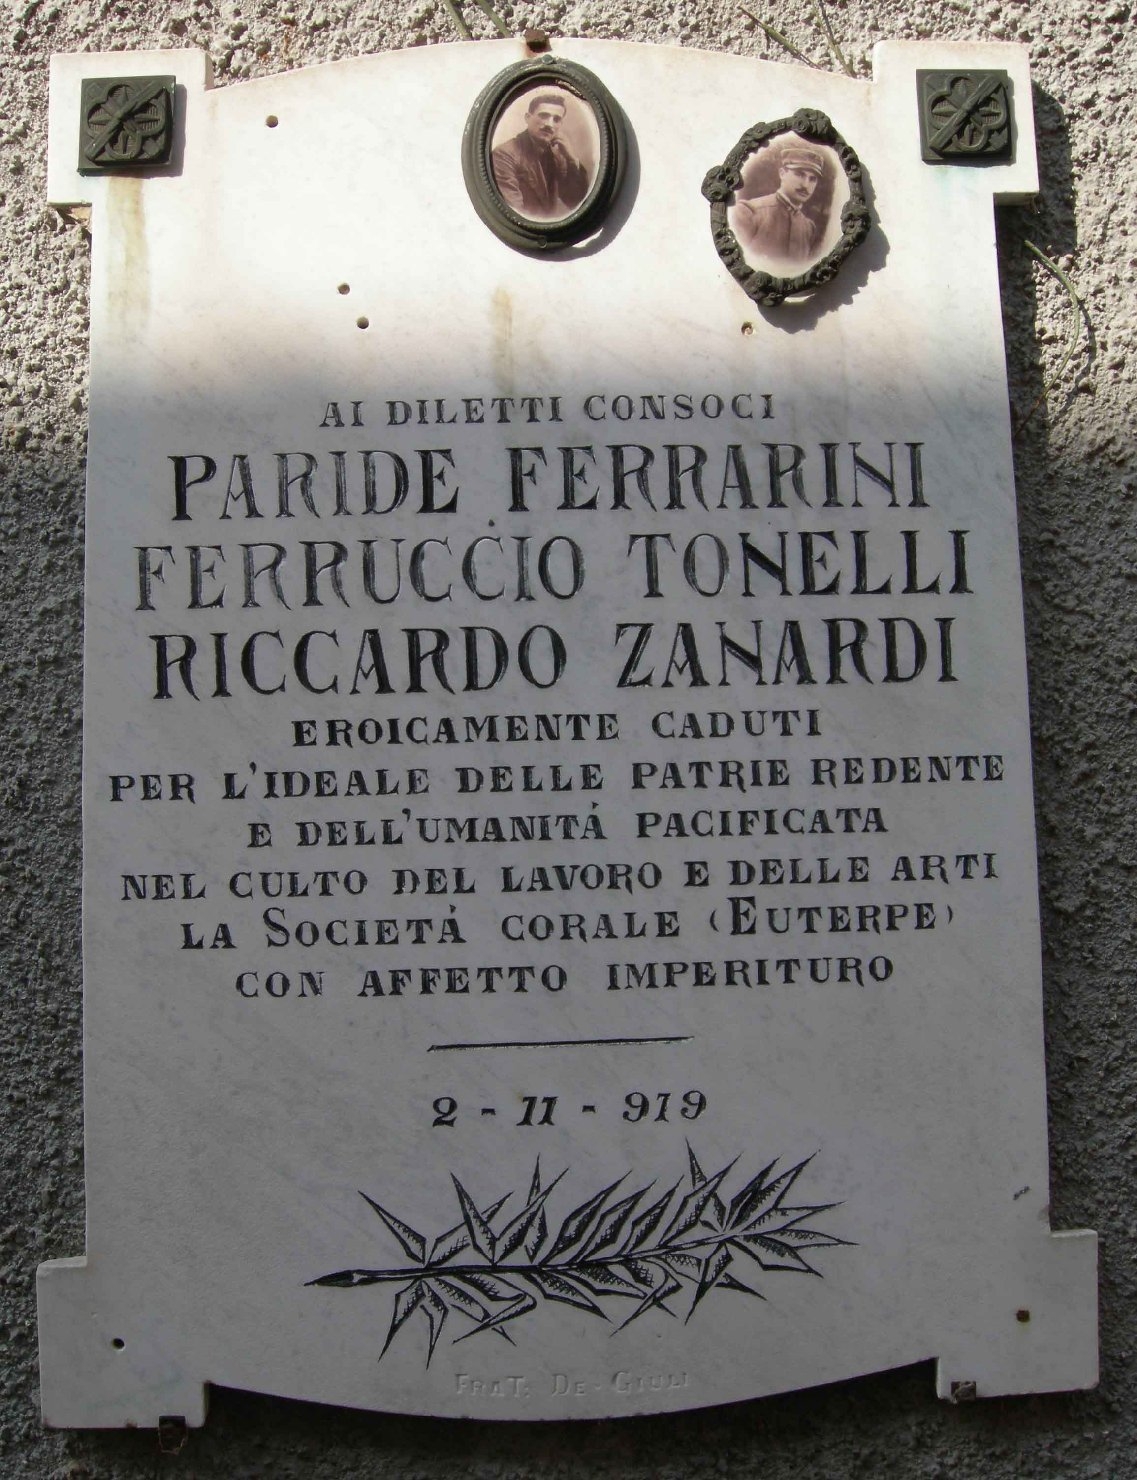 AI DILETTI CONSOCI
PARIDE FERRARINI
FERRUCCIO TONELLI
RICCARDO ZANARDI
EROICAMENTE CADUTI
PER L'IDEALE DELLE PATRIE REDENTE
E DELL'UMANITÁ PACIFICATA
NEL CULTO DEL LAVORO E DELLE ARTI
LA SOCIETÁ CORALE (EUTERPE)
CON AFFETTO IMPERITURO
2-11-919
FRAT. DE-GIULI